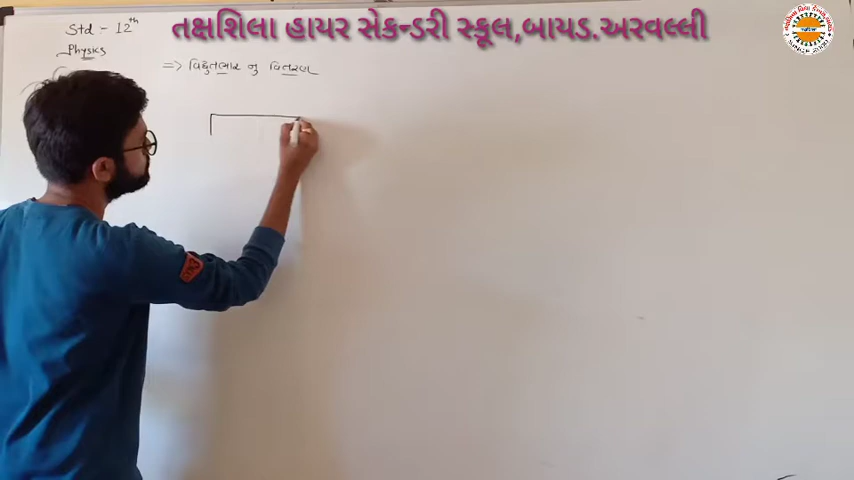 તક્ષશિલા હાયર સેકન્ડરી સ્કૂલ,બાયડ.અરવલ્લી
Std - 12th
Physics
=> વિદ્યુતભાર નુ વિતરણ